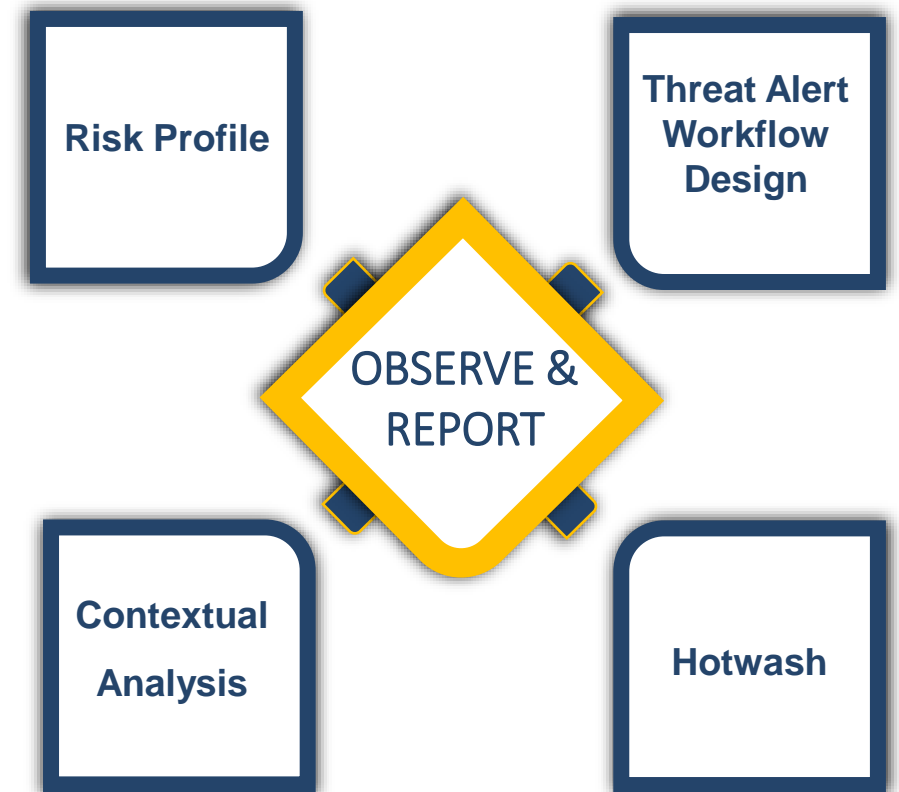 Risk Profile
Threat Alert
Workflow
Design
OBSERVE &
REPORT
Contextual
Analysis
Hotwash